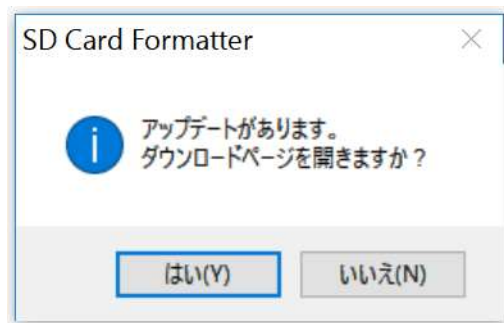 SD Card Formatter
アップデートがあります。
ダウンロードページを開きますか？
はい(Y)
いいえ(N)